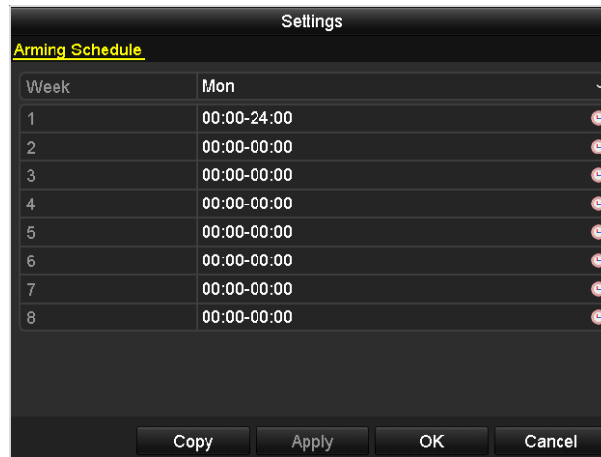 Settings
Arming Schedule
Week Mon
1 00:00-24:00
2 00:00-00:00
3 00:00-00:00
4 00:00-00:00
5 00:00-00:00
6 00:00-00:00
7 00:00-00:00
8 00:00-00:00
Copy Apply OK Cancel